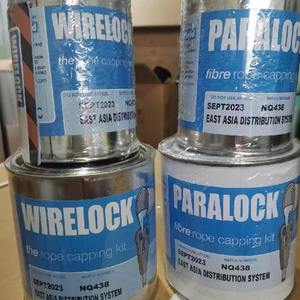 WIRELOCK
the rope capping kit
SEPT2023 NQ438
EAST ASIA DISTRIBUTION
PARALOCK
fibre rope capping
SEPT2023 NQ438
EAST ASIA DISTRIBUTION SYSTEM
WIRELOCK
the rope capping kit
SEPT2023
NQ438
EAST ASIA DISTRIBUTION SYSTEM
PARALOCK
fibre rope capping kit
SEPT2023
NQ438
EAST ASIA DISTRIBUTION SYSTEM